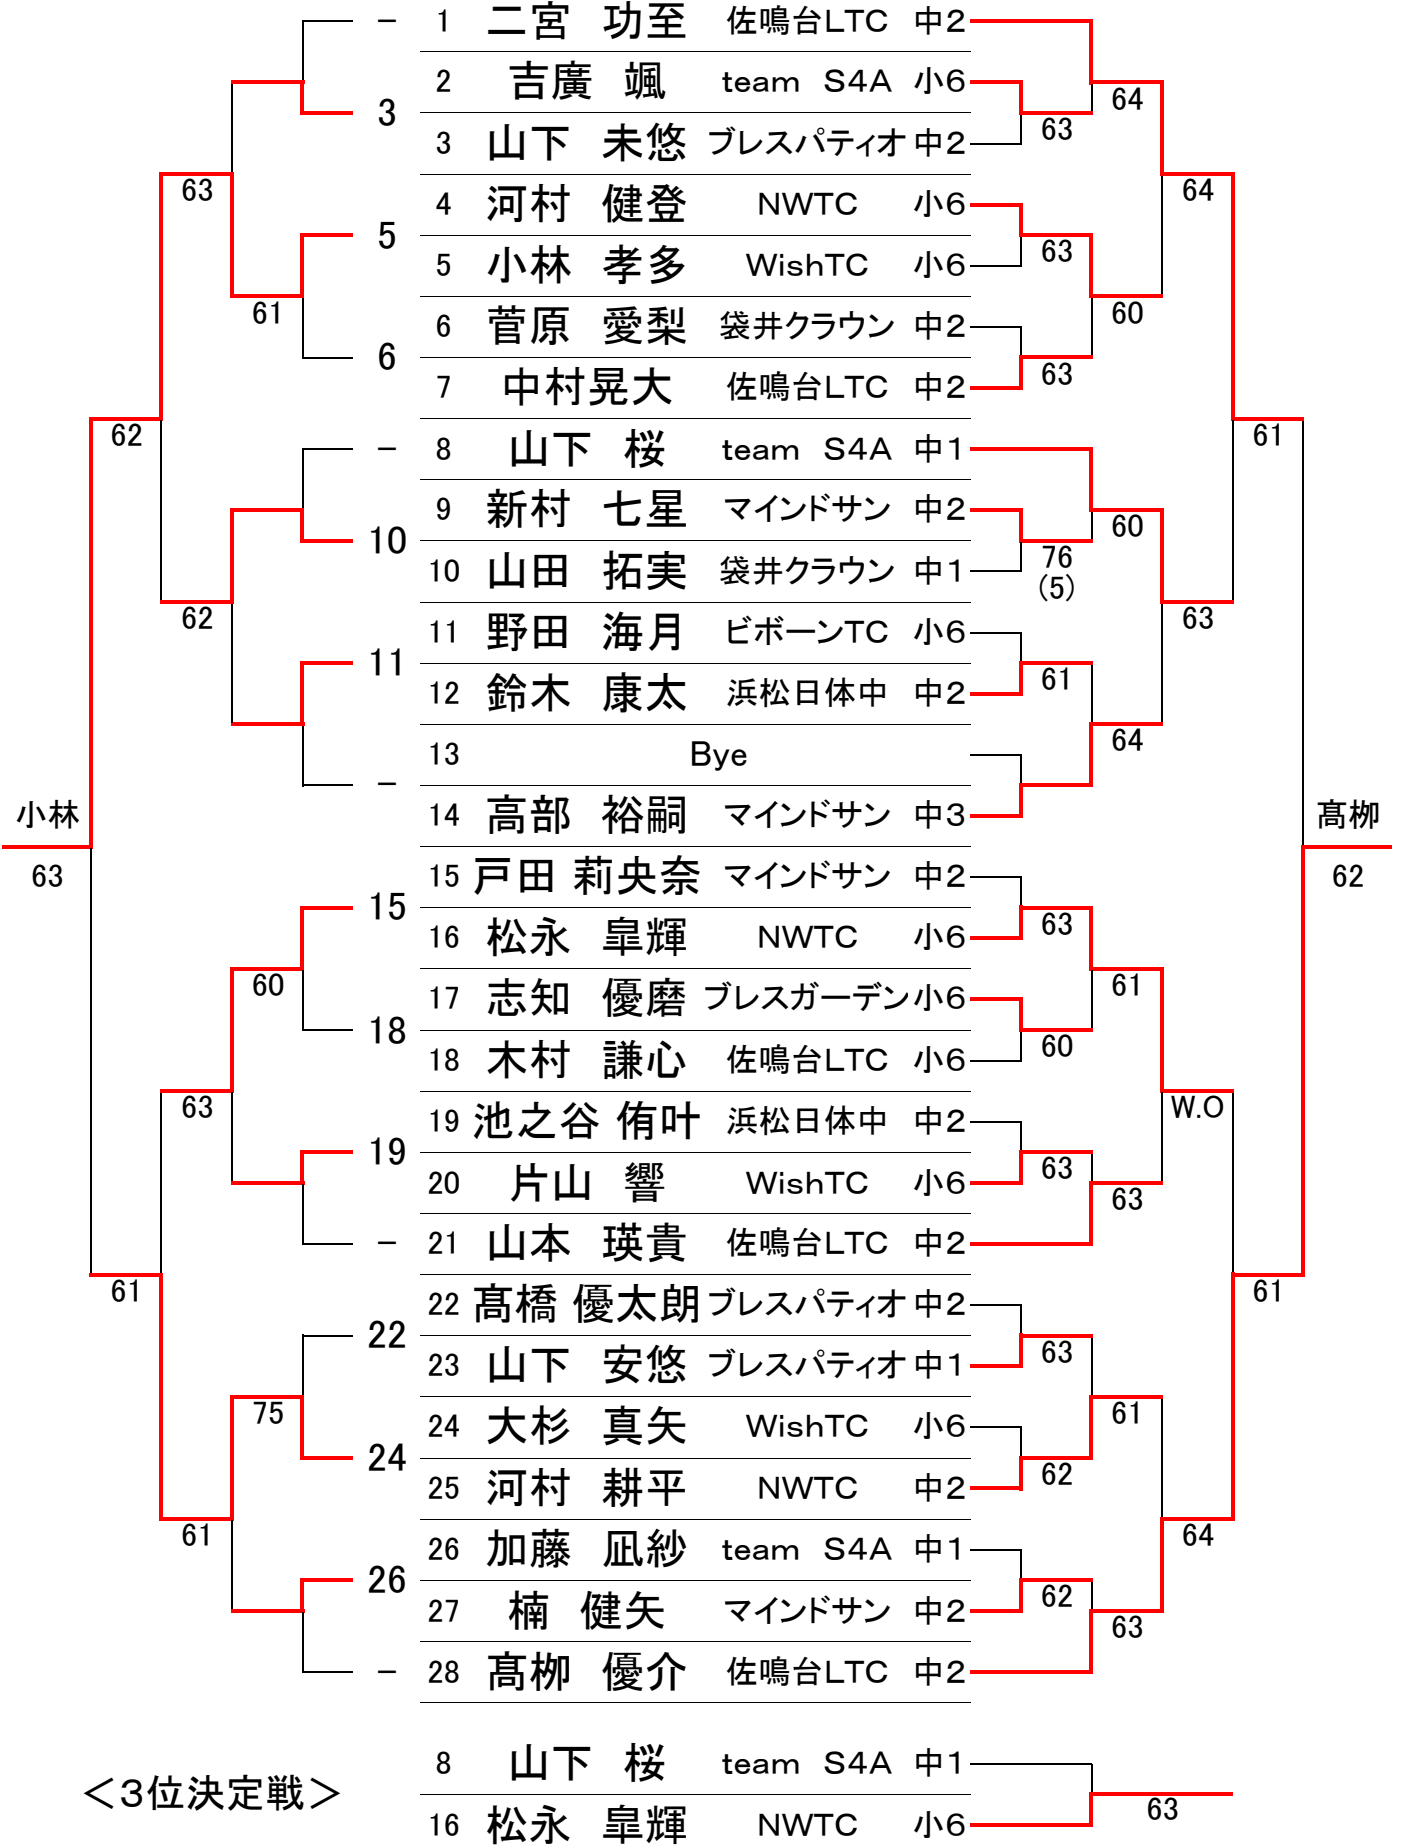 － 1 二宮 功至 佐鳴台LTC 中2
2 吉廣 颯 team S4A 小6
64
3
63
3 山下 未悠 ブレスパティオ 中2
63
64
4 河村 健登 NWTC 小6
5
63
5 小林 孝多 WishTC 小6
61
60
6 菅原 愛梨 袋井クラウン 中2
6
63
7 中村晃大 佐鳴台LTC 中2
62
61
－ 8 山下 桜 team S4A 中1
9 新村 七星 マインドサン 中2
60
10
76
(5)
10 山田 拓実 袋井クラウン 中1
62
63
11 野田 海月 ビボーンTC 小6
11
61
12 鈴木 康太 浜松日体中 中2
64
13 Bye
－
小林
髙栁
14 高部 裕嗣 マインドサン 中3
63
62
15 戸田 莉央奈 マインドサン 中2
15
63
16 松永 皐輝 NWTC 小6
60
61
17 志知 優磨 ブレスガーデン 小6
18
60
18 木村 謙心 佐鳴台LTC 小6
63
W.O
19 池之谷 侑叶 浜松日体中 中2
19
63
20 片山 響 WishTC 小6
63
－ 21 山本 瑛貴 佐鳴台LTC 中2
61
61
22 髙橋 優太朗 ブレスパティオ 中2
22
63
23 山下 安悠 ブレスパティオ 中1
75
61
24 大杉 真矢 WishTC 小6
24
62
25 河村 耕平 NWTC 中2
61
64
26 加藤 凪紗 team S4A 中1
26
62
27 楠 健矢 マインドサン 中2
63
－ 28 髙栁 優介 佐鳴台LTC 中2
8 山下 桜 team S4A 中1
＜3位決定戦＞
63
16 松永 皐輝 NWTC 小6